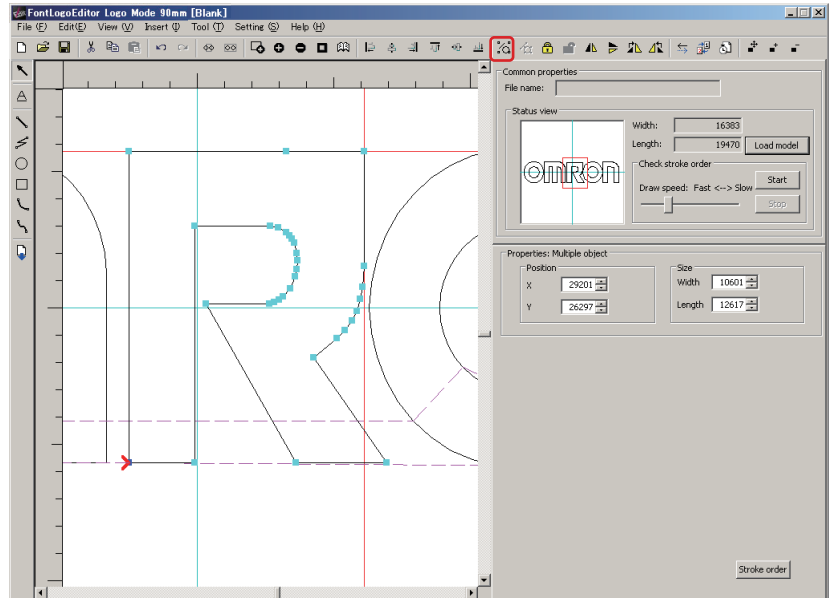 FontLogoEditor Logo Mode 90mm [Blank]
File (F) Edit(E) View (V) Insert (I) Tool (T) Setting (S) Help (H)
Common properties
File name:
Status view
OMRON
Width: 16383
Length: 19470 Load model
Check stroke order
Draw speed: Fast <--> Slow Start
Stop
Properties: Multiple object
Position
X 29201
Y 26297
Size
Width 10601
Length 12617
Stroke order